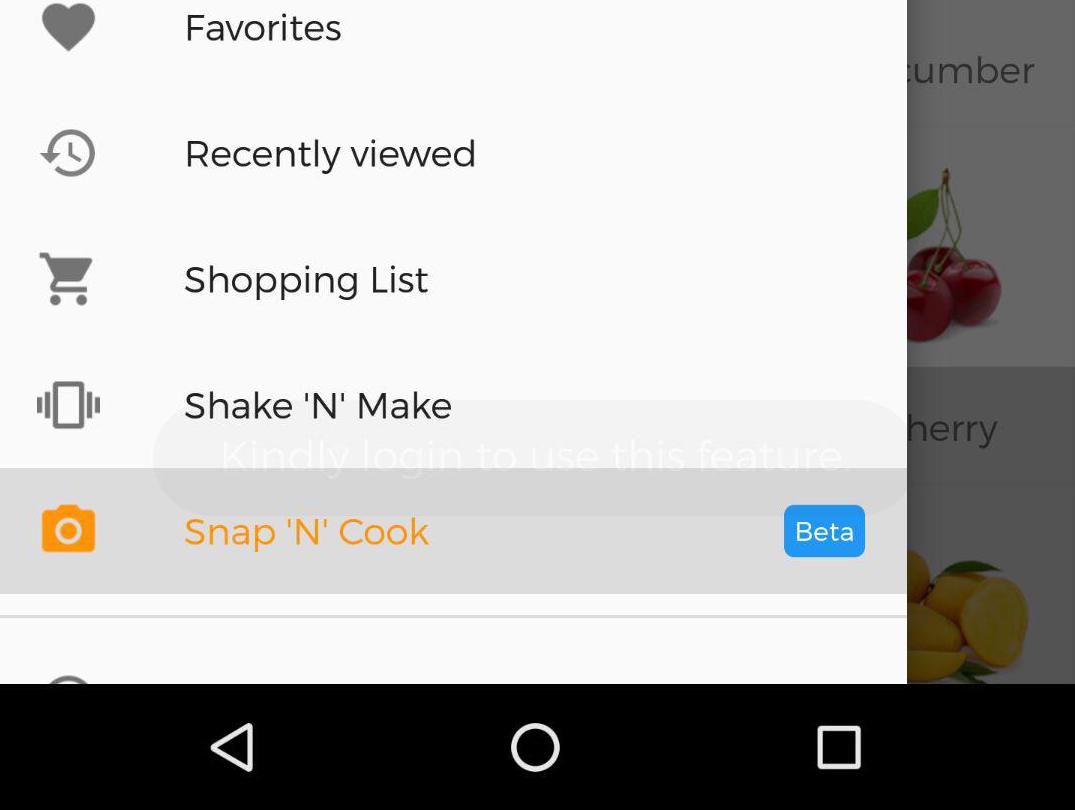 Favorites
cumber
Recently viewed
Shopping List
Shake 'N' Make
herry
Kindly login to use this feature.
Snap 'N' Cook
Beta